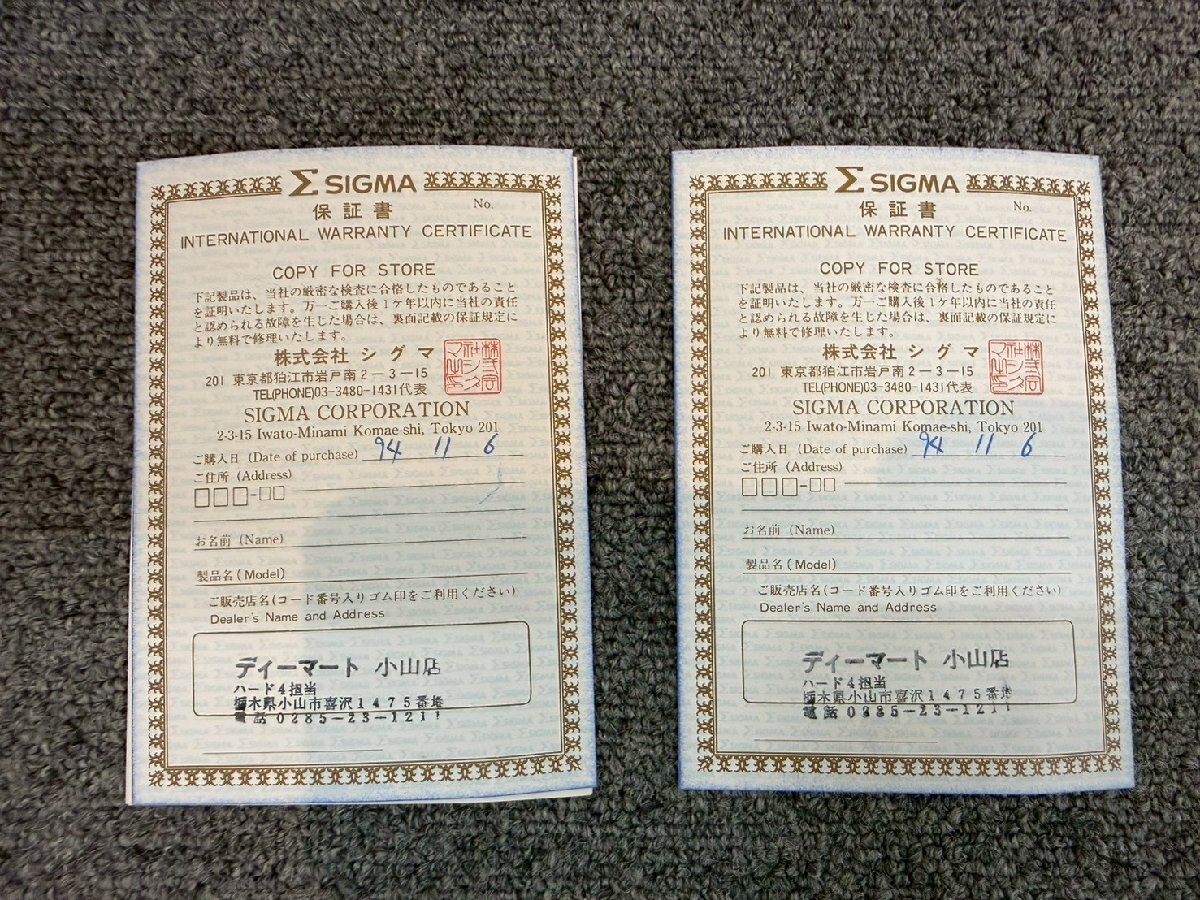 Σ SIGMA
保証書 No.
INTERNATIONAL WARRANTY CERTIFICATE
COPY FOR STORE
下記製品は、当社の厳密な検査に合格したものであること
を証明いたします。万一ご購入後1ヶ年以内に当社の責任
と認められる故障を生じた場合は、裏面記載の保証規定に
より無料で修理いたします。
株式会社 シグマ
201 東京都狛江市岩戸南2-3-15
TEL(PHONE)03-3480-1431代表
SIGMA CORPORATION
2-3-15 Iwato-Minami Komae-shi, Tokyo 201
ご購入日 (Date of purchase) 94 11 6
ご住所 (Address)
お名前 (Name)
製品名 (Model)
ご販売店名(コード番号入りゴム印をご利用ください)
Dealer's Name and Address
ディーマート 小山店
ハード4担当
栃木県小山市喜沢1475番地
電話 0285-23-1211
Σ SIGMA
保証書 No.
INTERNATIONAL WARRANTY CERTIFICATE
COPY FOR STORE
下記製品は、当社の厳密な検査に合格したものであること
を証明いたします。万一ご購入後1ヶ年以内に当社の責任
と認められる故障を生じた場合は、裏面記載の保証規定に
より無料で修理いたします。
株式会社 シグマ
201 東京都狛江市岩戸南2-3-15
TEL(PHONE)03-3480-1431代表
SIGMA CORPORATION
2-3-15 Iwato-Minami Komae-shi, Tokyo 201
ご購入日 (Date of purchase) 94 11 6
ご住所 (Address)
お名前 (Name)
製品名 (Model)
ご販売店名(コード番号入りゴム印をご利用ください)
Dealer's Name and Address
ディーマート 小山店
ハード4担当
栃木県小山市喜沢1475番地
電話 0285-23-1211